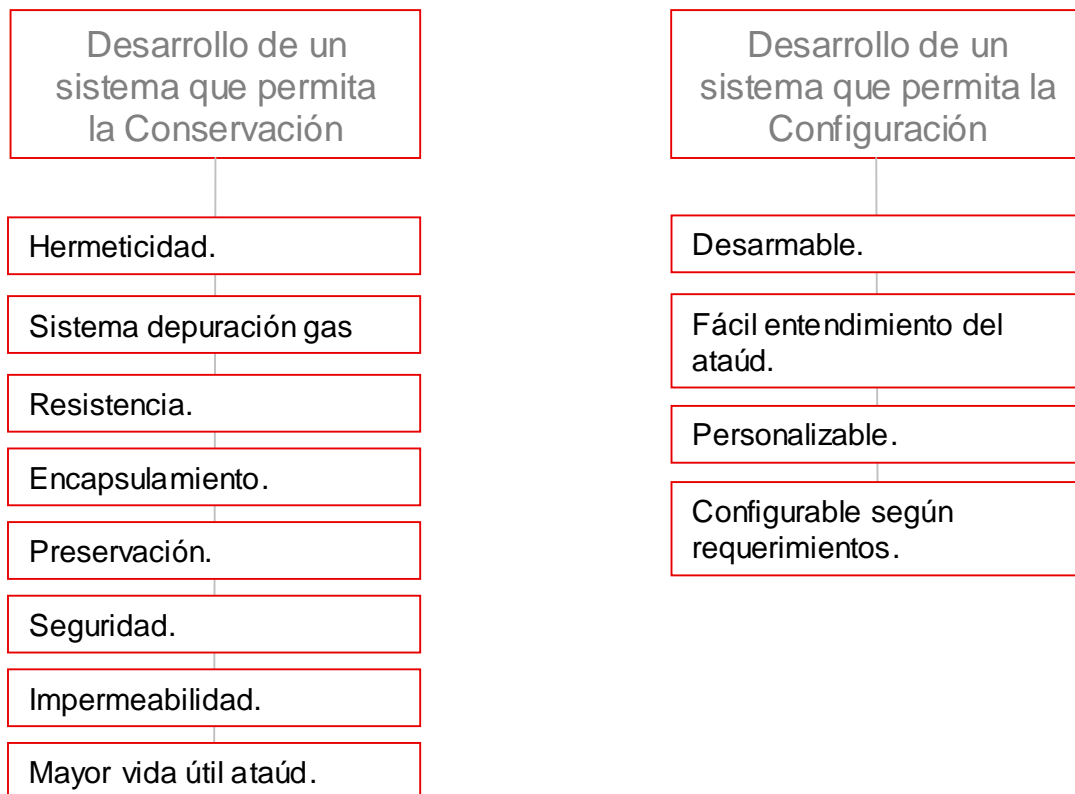 Desarrollo de un
sistema que permita
la Conservación
Hermeticidad.
Sistema depuración gas
Resistencia.
Encapsulamiento.
Preservación.
Seguridad.
Impermeabilidad.
Mayor vida útil ataúd.
Desarrollo de un
sistema que permita la
Configuración
Desarmable.
Fácil entendimiento del
ataúd.
Personalizable.
Configurable según
requerimientos.